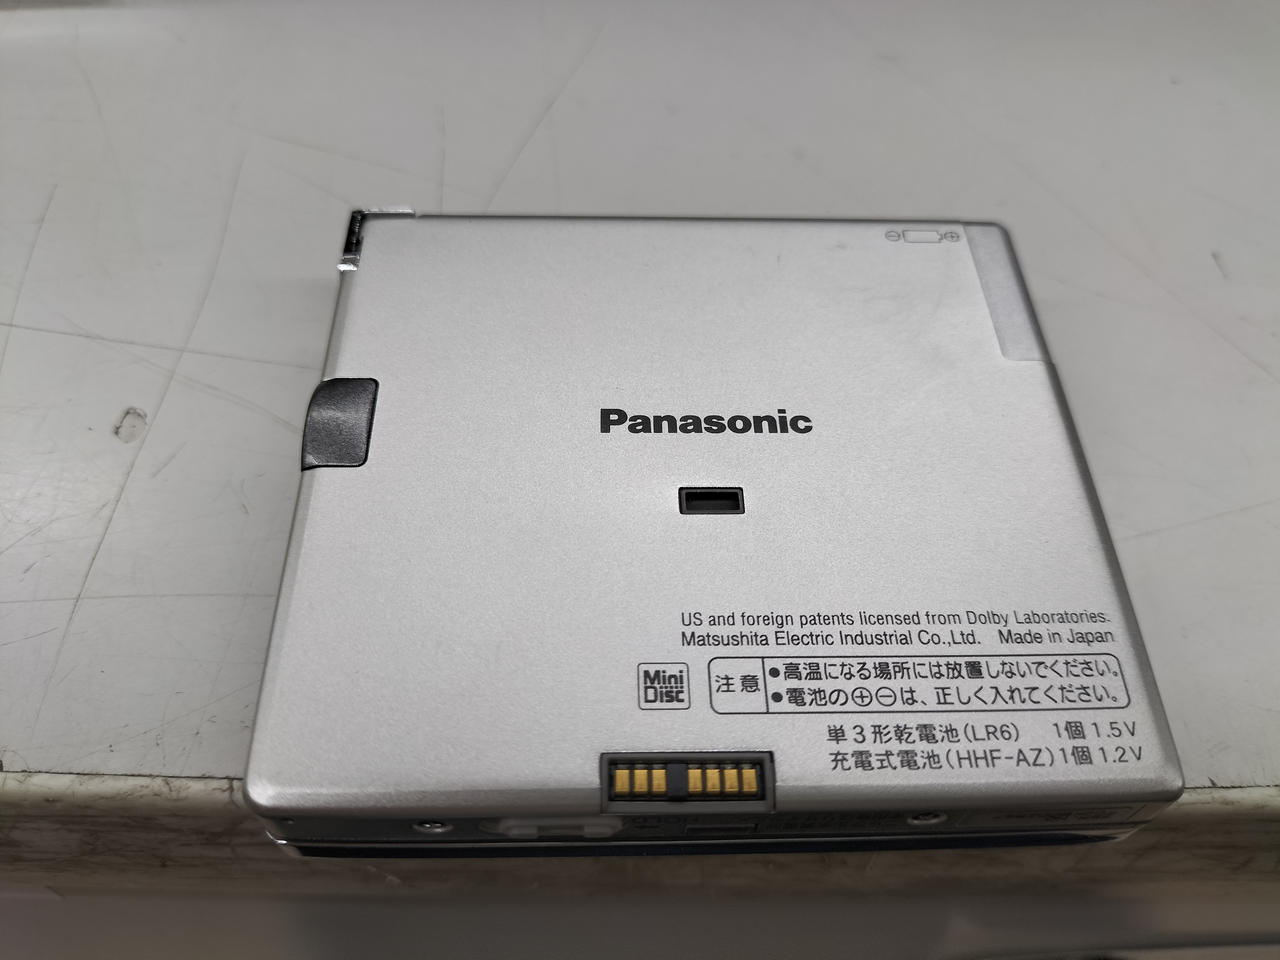 ⊖ ⊕
Panasonic
US and foreign patents licensed from Dolby Laboratories.
Matsushita Electric Industrial Co.,Ltd. Made in Japan
Mini
Disc
注意
●高温になる場所には放置しないでください。
●電池の⊕⊖は、正しく入れてください。
単3形乾電池(LR6) 1個 1.5V
充電式電池(HHF-AZ) 1個 1.2V
HOLD